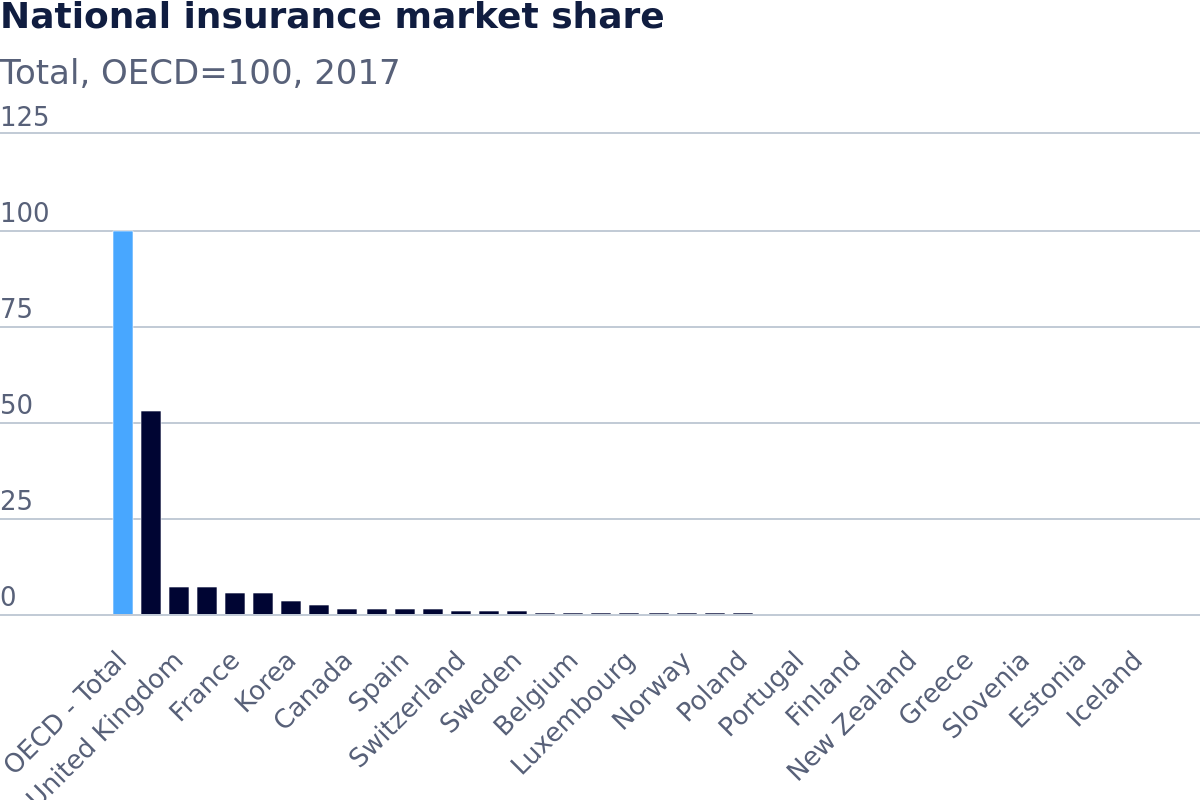 National insurance market share
Total, OECD=100, 2017
125
100
75
50
25
0
OECD - Total
United Kingdom
France
Korea
Canada
Spain
Switzerland
Sweden
Belgium
Luxembourg
Norway
Poland
Portugal
Finland
New Zealand
Greece
Slovenia
Estonia
Iceland